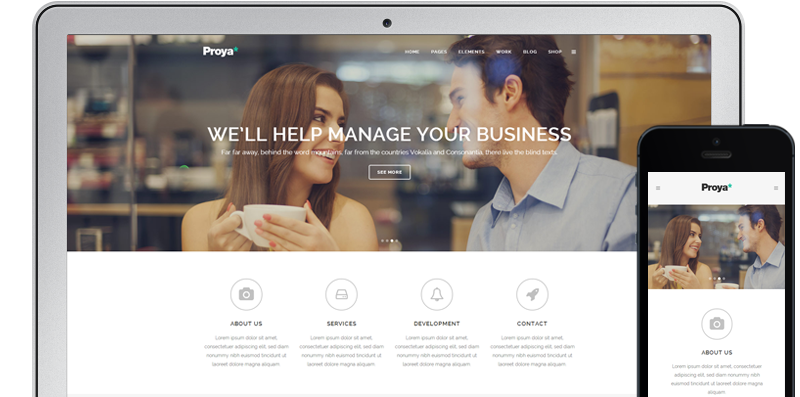 Proya
HOME PAGES ELEMENTS WORK BLOG SHOP
WE'LL HELP MANAGE YOUR BUSINESS
Far far away, behind the word mountains, far from the countries Vokalia and Consonantia, there live the blind texts.
SEE MORE
ABOUT US
Lorem ipsum dolor sit amet,
consectetuer adipiscing elit, sed diam
nonummy nibh euismod tincidunt ut
laoreet dolore magna aliquam
SERVICES
Lorem ipsum dolor sit amet,
consectetuer adipiscing elit, sed diam
nonummy nibh euismod tincidunt ut
laoreet dolore magna aliquam
DEVELOPMENT
Lorem ipsum dolor sit amet,
consectetuer adipiscing elit, sed diam
nonummy nibh euismod tincidunt ut
laoreet dolore magna aliquam
CONTACT
Lorem ipsum dolor sit amet,
consectetuer adipiscing elit, sed diam
nonummy nibh euismod tincidunt ut
laoreet dolore magna aliquam
Proya
ABOUT US
Lorem ipsum dolor sit amet, consectetuer
adipiscing elit, sed diam nonummy nibh
euismod tincidunt ut laoreet dolore magna
aliquam